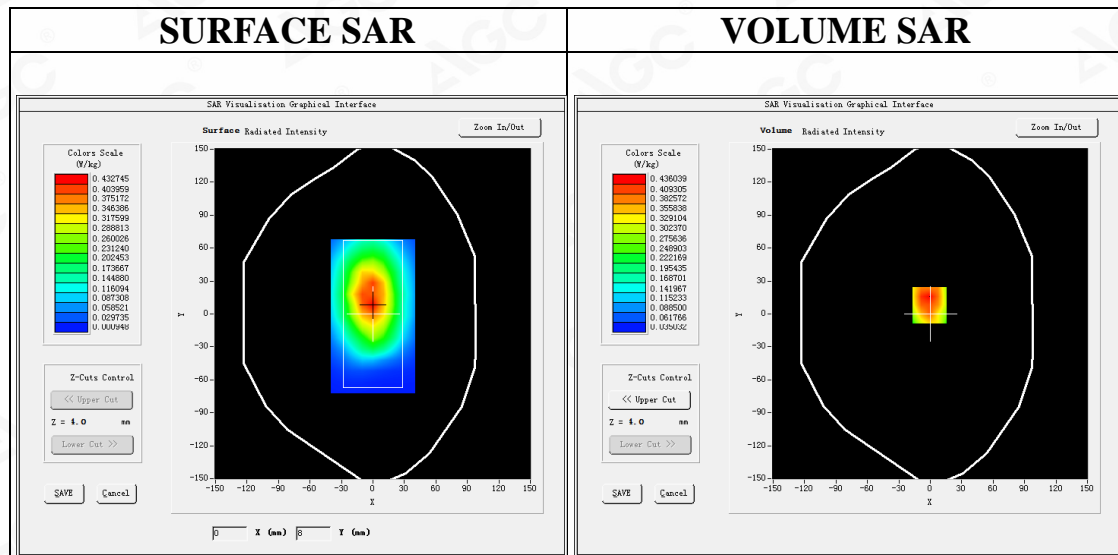 SURFACE SAR
VOLUME SAR
SAR Visualisation Graphical Interface
Surface Radiated Intensity
Zoom In/Out
Colors Scale
(W/kg)
0.432745
0.403959
0.375172
0.346386
0.317599
0.288813
0.260026
0.231240
0.202453
0.173667
0.144880
0.116094
0.087308
0.058521
0.029735
0.000948
Z-Cuts Control
<< Upper Cut
Z = 4.0 mm
Lower Cut >>
SAVE Cancel
150
120
90
60
30
0
-30
-60
-90
-120
-150
Y
-150 -120 -90 -60 -30 0 30 60 90 120 150
X
0 X (mm) 8 Y (mm)
SAR Visualisation Graphical Interface
Volume Radiated Intensity
Zoom In/Out
Colors Scale
(W/kg)
0.436039
0.409305
0.382572
0.355838
0.329104
0.302370
0.275636
0.248903
0.222169
0.195435
0.168701
0.141967
0.115233
0.088500
0.061766
0.035032
Z-Cuts Control
<< Upper Cut
Z = 4.0 mm
Lower Cut >>
SAVE Cancel
150
120
90
60
30
0
-30
-60
-90
-120
-150
Y
-150 -120 -90 -60 -30 0 30 60 90 120 150
X